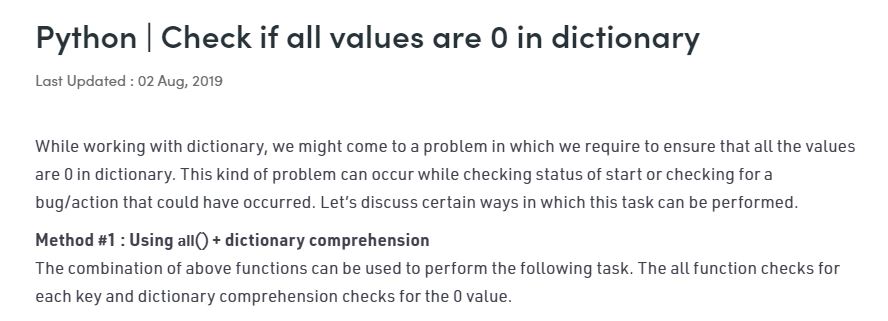 Python | Check if all values are 0 in dictionary
Last Updated : 02 Aug, 2019
While working with dictionary, we might come to a problem in which we require to ensure that all the values
are 0 in dictionary. This kind of problem can occur while checking status of start or checking for a
bug/action that could have occurred. Let's discuss certain ways in which this task can be performed.
Method #1 : Using all() + dictionary comprehension
The combination of above functions can be used to perform the following task. The all function checks for
each key and dictionary comprehension checks for the 0 value.